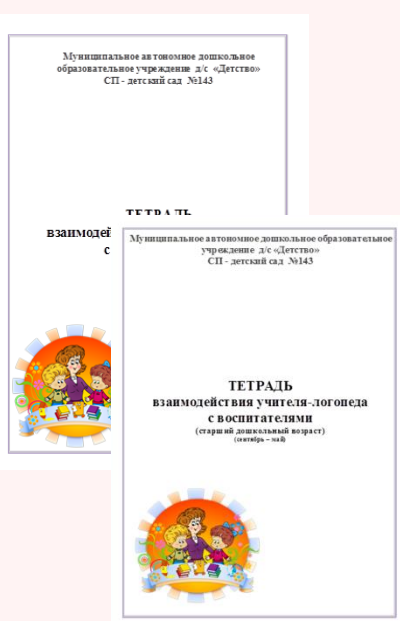 Муниципальное автономное дошкольное
образовательное учреждение д/с «Детство»
СП - детский сад №143
ТЕТРАДЬ
с
Муниципальное автономное дошкольное образовательное
учреждение д/с «Детство»
СП - детский сад №143
ТЕТРАДЬ
взаимодействия учителя-логопеда
с воспитателями
(старший дошкольный возраст)
(сентябрь – май)